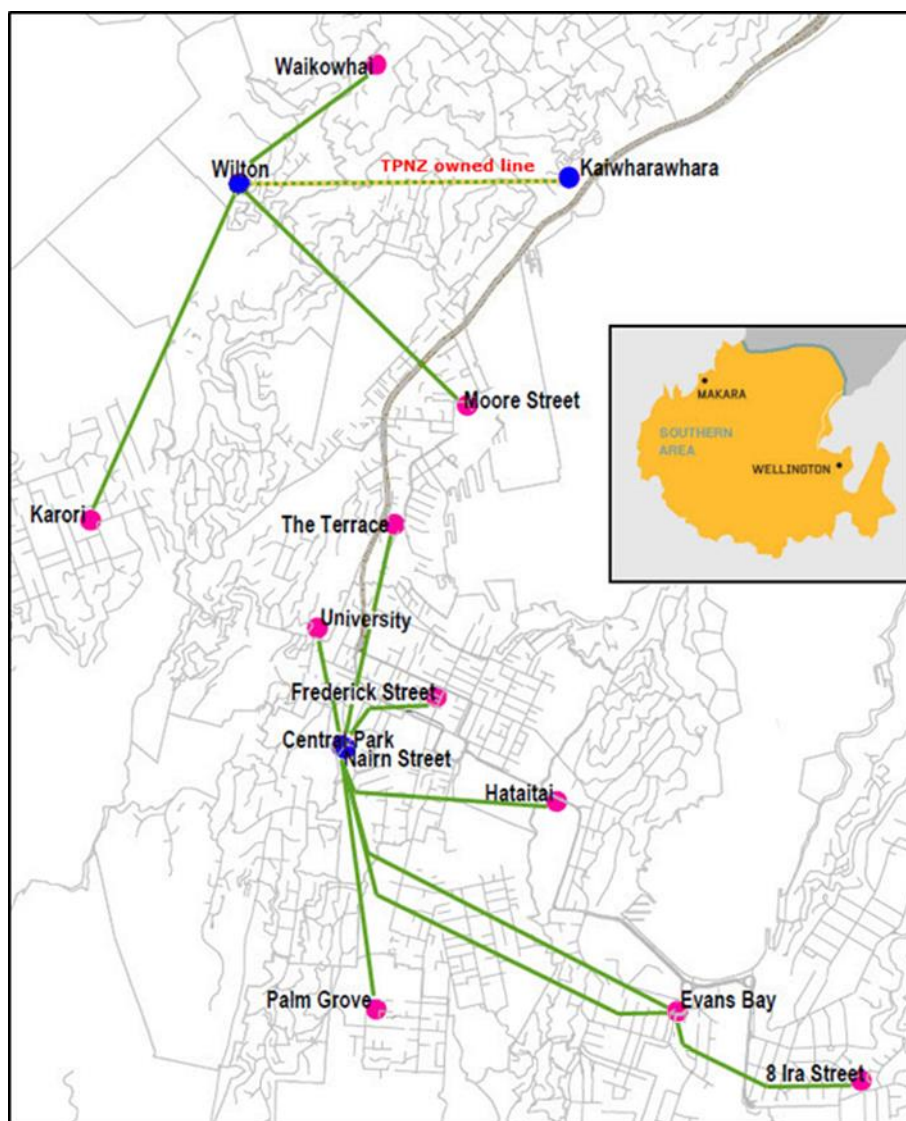 Waikowhai
Wilton
TPNZ owned line
Kaiwharawhara
Moore Street
MAKARA
SOUTHERN
AREA
WELLINGTON
Karori
The Terrace
University
Frederick Street
Central Park
Nairn Street
Hataitai
Palm Grove
Evans Bay
8 Ira Street